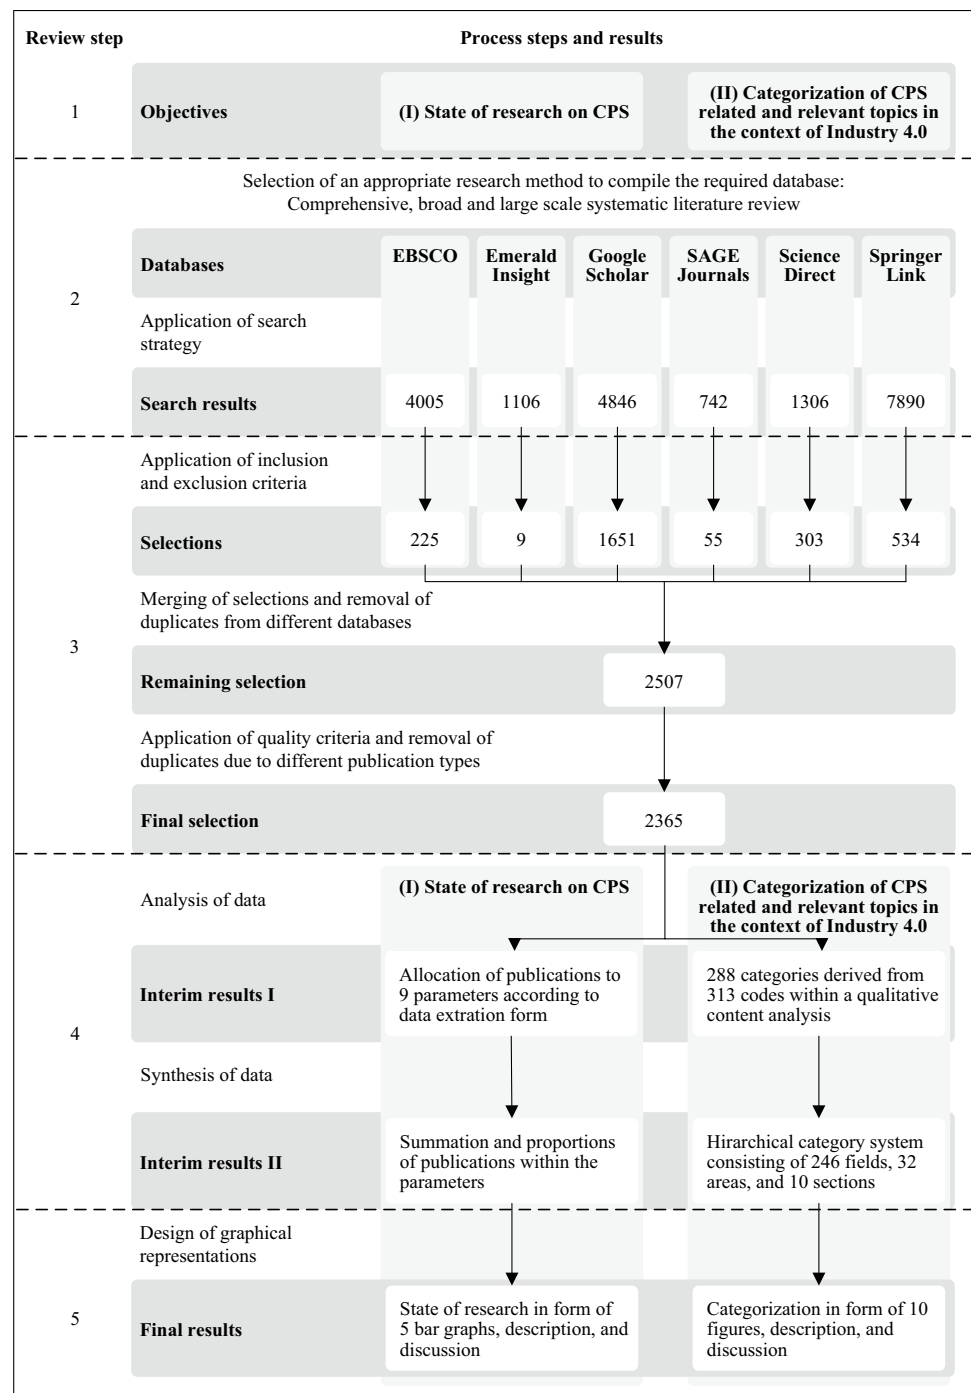 Review step
Process steps and results
1
Objectives
(I) State of research on CPS
(II) Categorization of CPS
related and relevant topics in
the context of Industry 4.0
2
Selection of an appropriate research method to compile the required database:
Comprehensive, broad and large scale systematic literature review
Databases
EBSCO
Emerald
Insight
Google
Scholar
SAGE
Journals
Science
Direct
Springer
Link
Application of search
strategy
Search results
4005
1106
4846
742
1306
7890
3
Application of inclusion
and exclusion criteria
Selections
225
9
1651
55
303
534
Merging of selections and removal of
duplicates from different databases
Remaining selection
2507
Application of quality criteria and removal of
duplicates due to different publication types
Final selection
2365
4
Analysis of data
(I) State of research on CPS
(II) Categorization of CPS
related and relevant topics in
the context of Industry 4.0
Interim results I
Allocation of publications to
9 parameters according to
data extration form
288 categories derived from
313 codes within a qualitative
content analysis
Synthesis of data
Interim results II
Summation and proportions
of publications within the
parameters
Hirarchical category system
consisting of 246 fields, 32
areas, and 10 sections
5
Design of graphical
representations
Final results
State of research in form of
5 bar graphs, description, and
discussion
Categorization in form of 10
figures, description, and
discussion